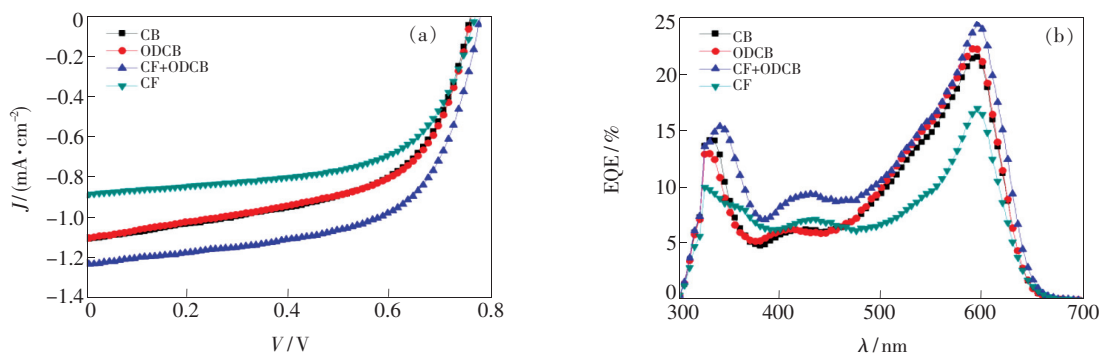 (a)
CB
ODCB
CF+ODCB
CF
0
−0.2
−0.4
−0.6
−0.8
−1.0
−1.2
−1.4
J/(mA•cm⁻²)
0 0.2 0.4 0.6 0.8
V/V
(b)
CB
ODCB
CF+ODCB
CF
25
20
15
10
5
0
EQE/%
300 400 500 600 700
λ/nm